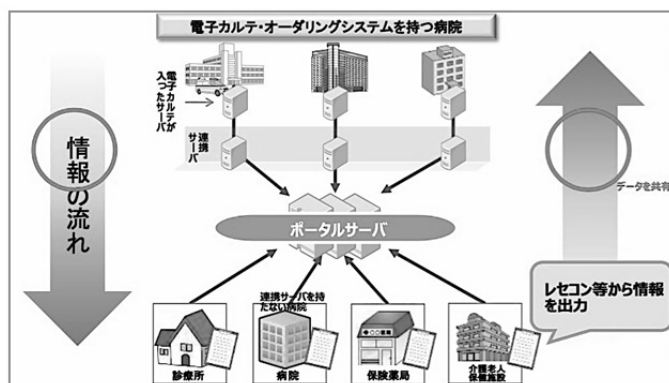 電子カルテ・オーダリングシステムを持つ病院
電子カルテが
入ったサーバ
連携
サーバ
情報の流れ
データを共有
ポータルサーバ
レセコン等から情報
を出力
連携サーバを持
たない病院
診療所
病院
保険薬局
介護老人
保健施設